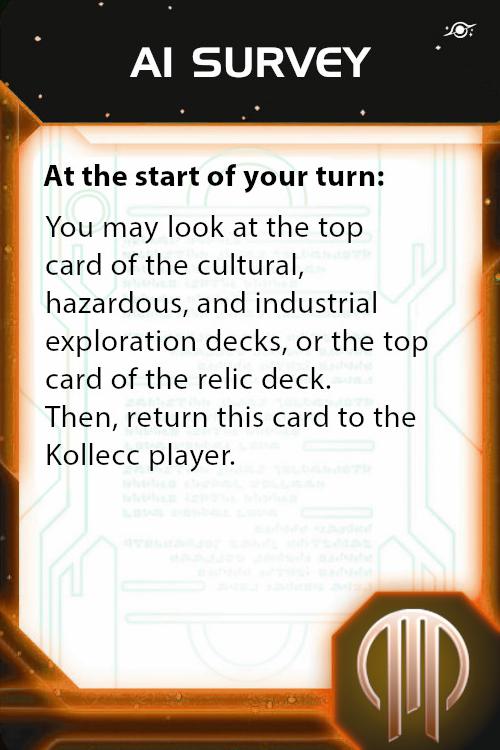 AI SURVEY
At the start of your turn:
You may look at the top
card of the cultural,
hazardous, and industrial
exploration decks, or the top
card of the relic deck.
Then, return this card to the
Kollecc player.